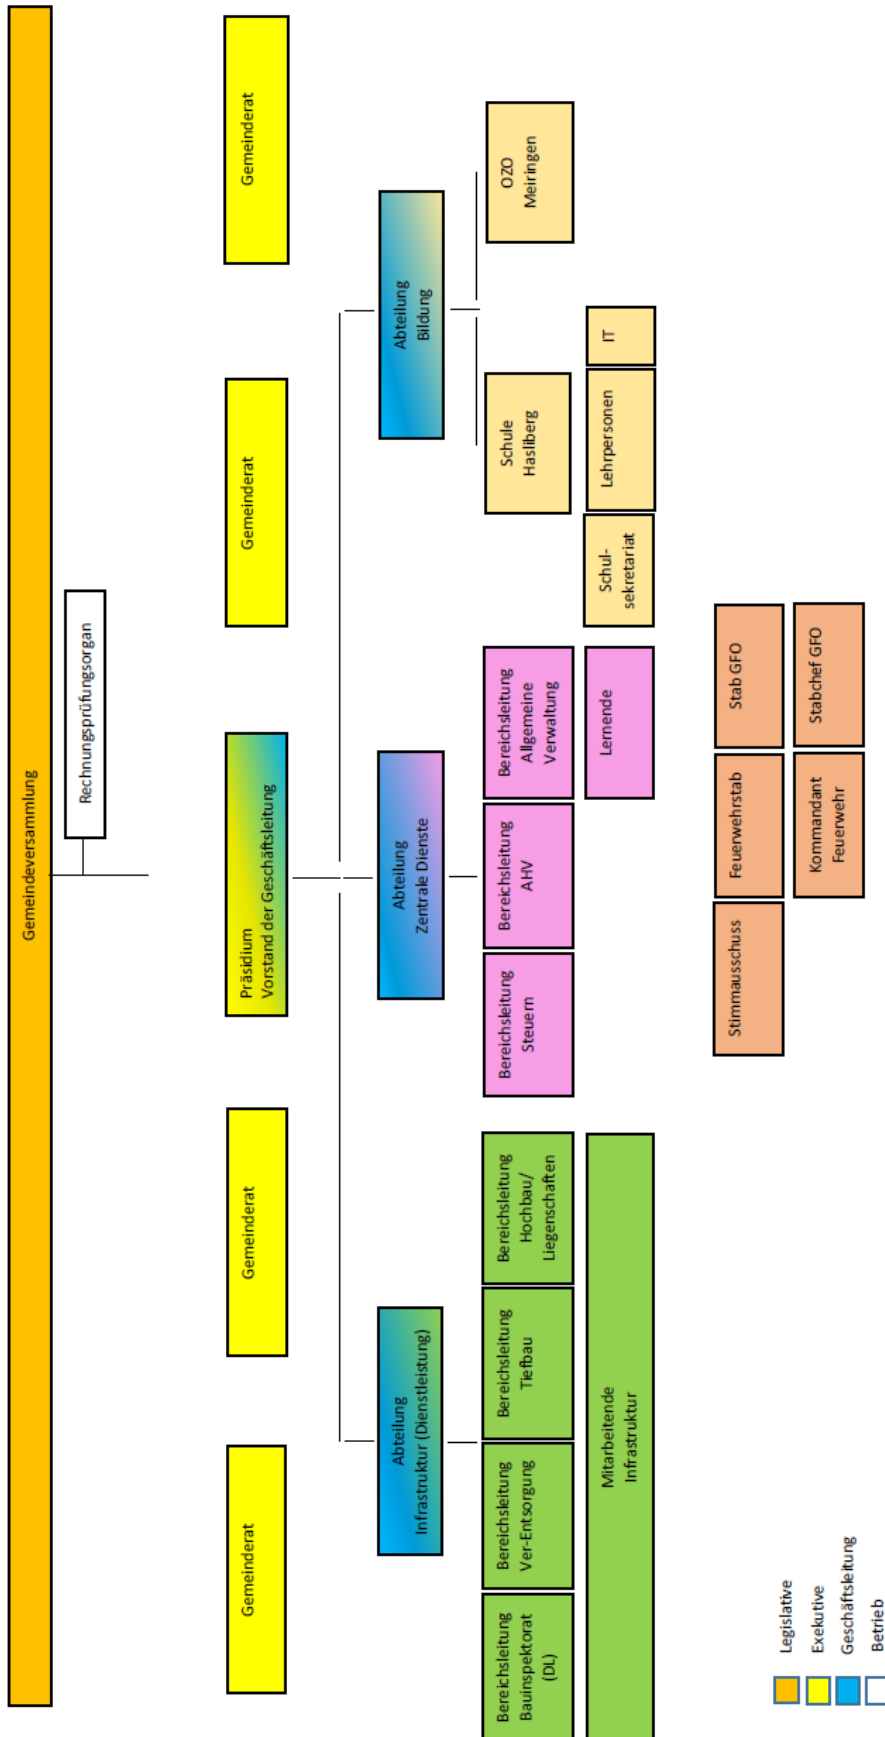 Gemeindeversammlung
Rechnungsprüfungsorgan
Gemeinderat
Gemeinderat
Präsidium
Vorstand der Geschäftsleitung
Gemeinderat
Gemeinderat
Abteilung
Infrastruktur (Dienstleistung)
Abteilung
Zentrale Dienste
Abteilung
Bildung
Bereichsleitung
Bauinspektorat
(DL)
Bereichsleitung
Ver-Entsorgung
Bereichsleitung
Tiefbau
Bereichsleitung
Hochbau/
Liegenschaften
Bereichsleitung
Steuern
Bereichsleitung
AHV
Bereichsleitung
Allgemeine
Verwaltung
Schule
Hasliberg
OZO
Meiringen
Mitarbeitende
Infrastruktur
Lernende
Schul-
sekretariat
Lehrpersonen
IT
Stimmausschuss
Feuerwehrstab
Stab GFO
Kommandant
Feuerwehr
Stabchef GFO
Legislative
Exekutive
Geschäftsleitung
Betrieb